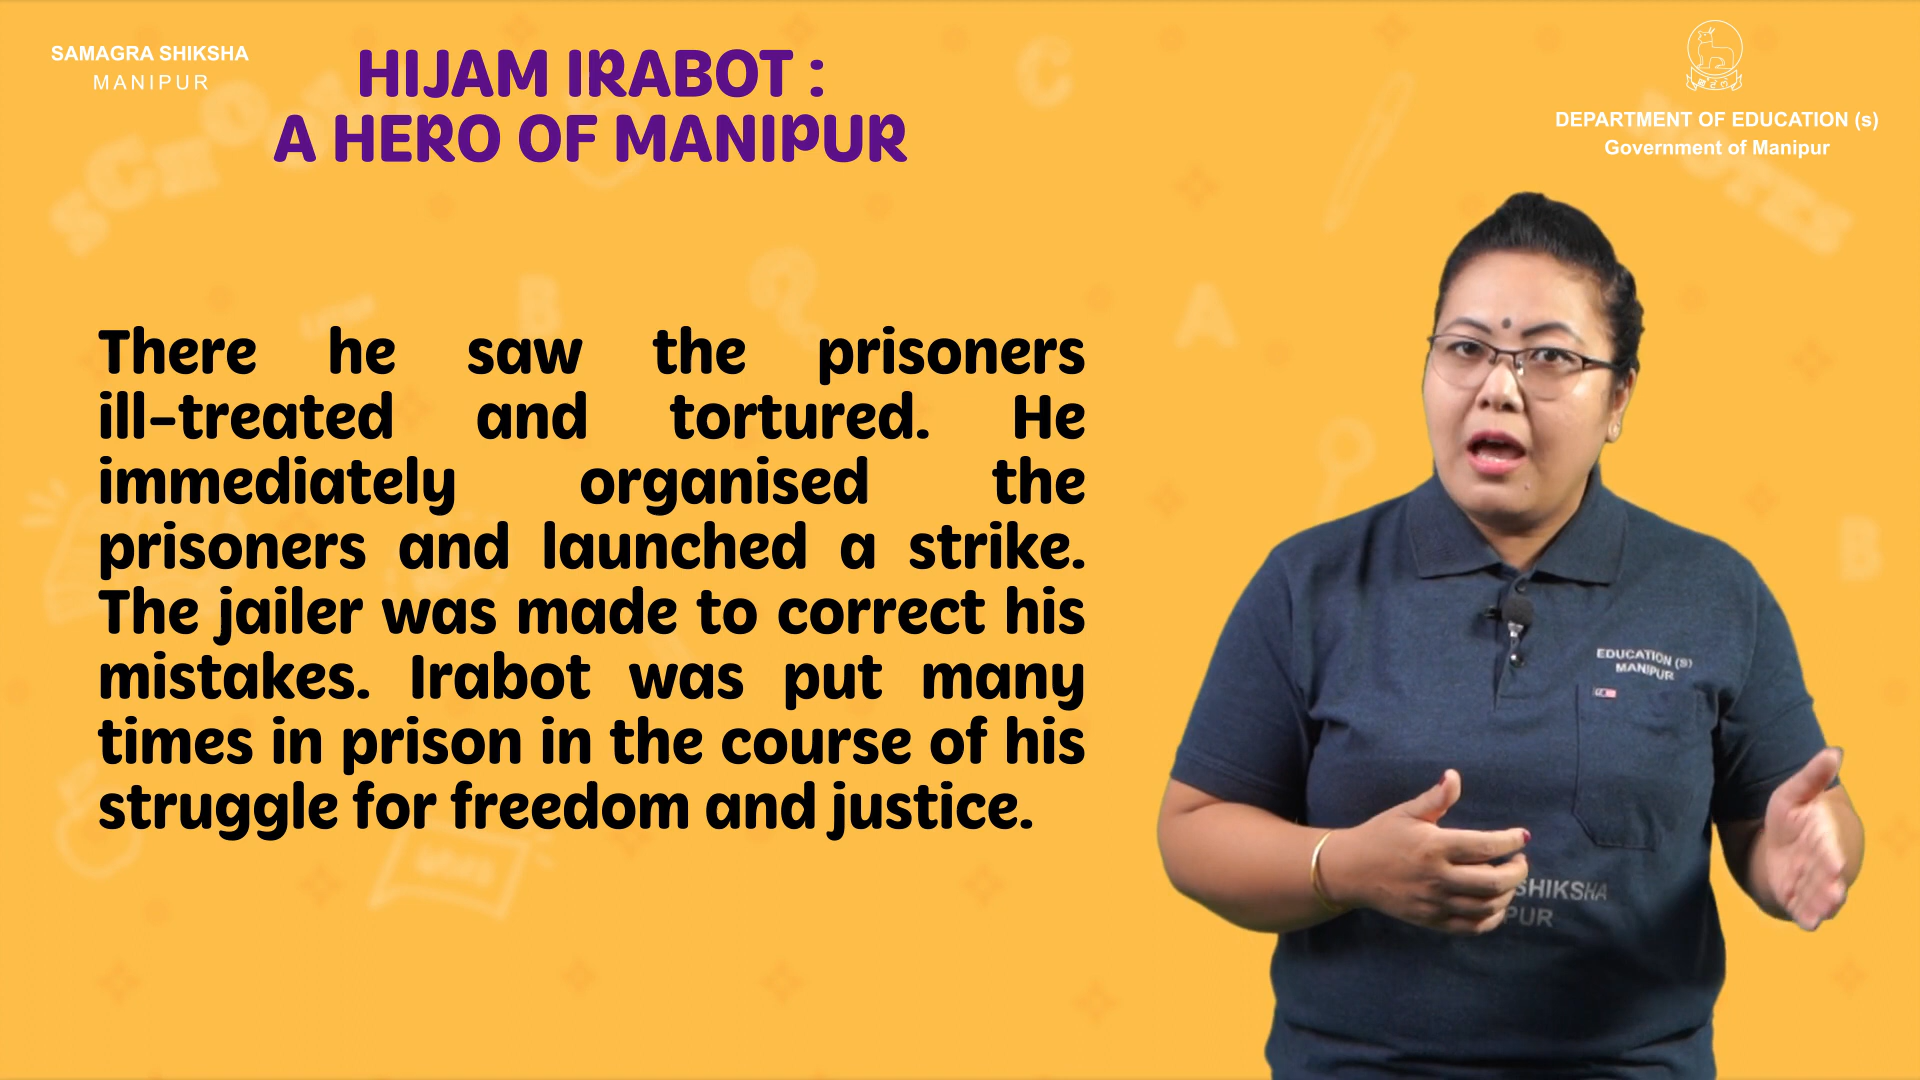 SAMAGRA SHIKSHA
MANIPUR
HIJAM IRABOT :
A HERO OF MANIPUR
DEPARTMENT OF EDUCATION (s)
Government of Manipur
There he saw the prisoners
ill-treated and tortured. He
immediately organised the
prisoners and launched a strike.
The jailer was made to correct his
mistakes. Irabot was put many
times in prison in the course of his
struggle for freedom and justice.
EDUCATION (S)
MANIPUR
SHIKSHA
PUR